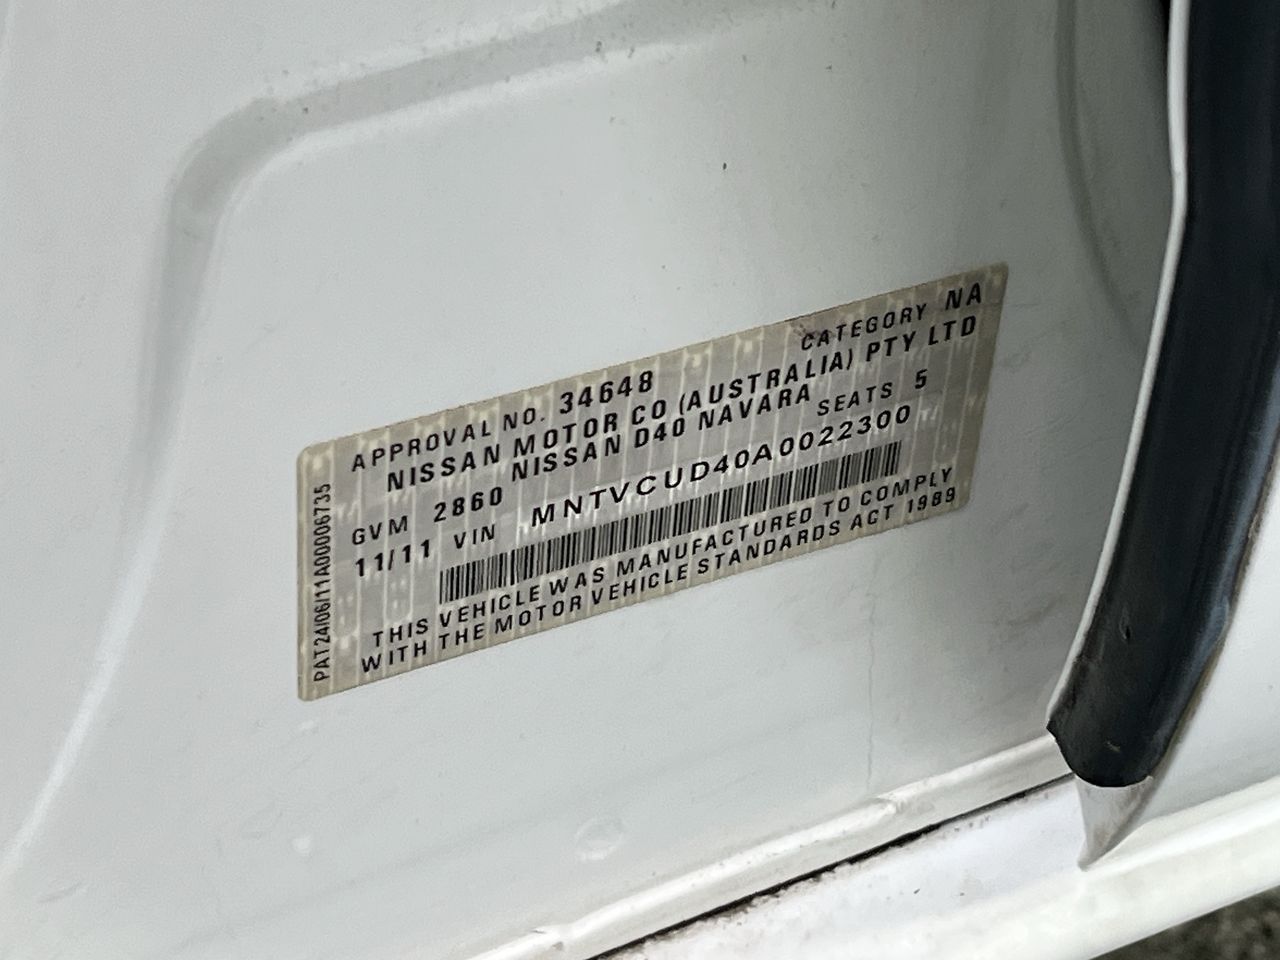 APPROVAL NO. 34648 CATEGORY NA
NISSAN MOTOR CO (AUSTRALIA) PTY LTD
NISSAN D40 NAVARA
GVM 2860 SEATS 5
11/11 VIN MNTVCUD40A0022300
THIS VEHICLE WAS MANUFACTURED TO COMPLY
WITH THE MOTOR VEHICLE STANDARDS ACT 1989
PAT24/06/11A00006735